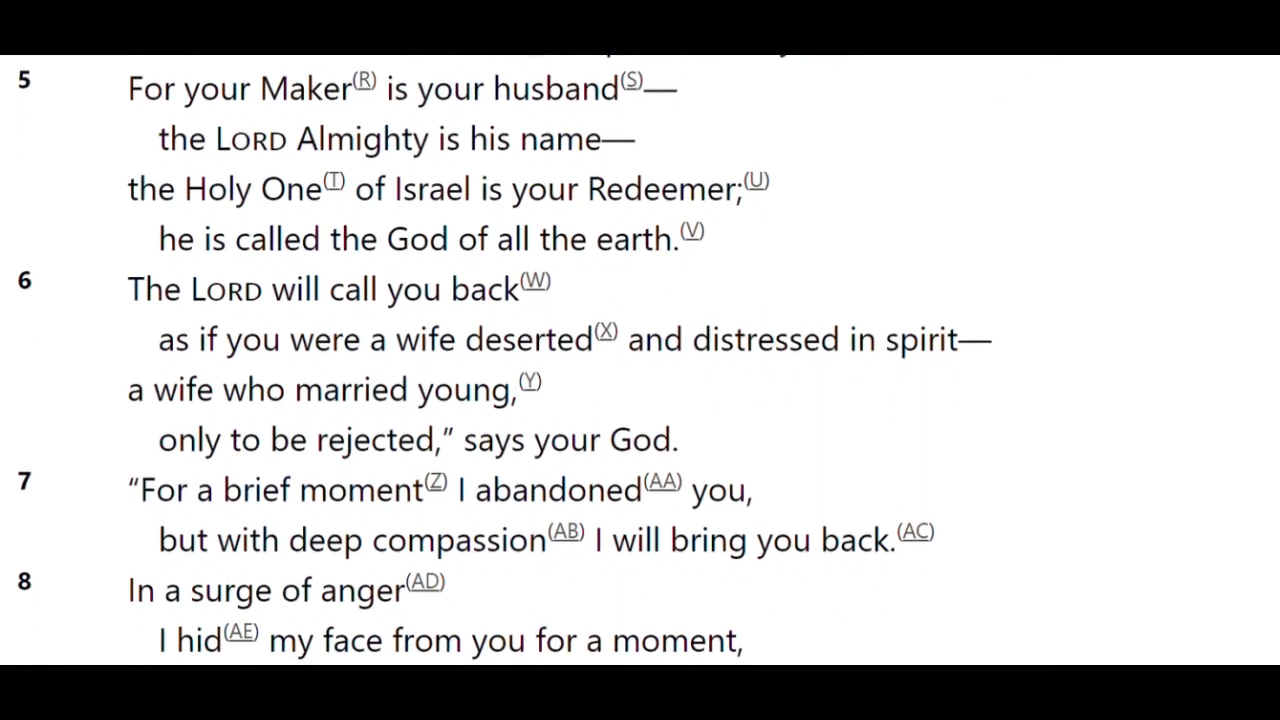 5 For your Maker(R) is your husband(S)—
the LORD Almighty is his name—
the Holy One(T) of Israel is your Redeemer;(U)
he is called the God of all the earth.(V)
6 The LORD will call you back(W)
as if you were a wife deserted(X) and distressed in spirit—
a wife who married young,(Y)
only to be rejected,” says your God.
7 “For a brief moment(Z) I abandoned(AA) you,
but with deep compassion(AB) I will bring you back.(AC)
8 In a surge of anger(AD)
I hid(AE) my face from you for a moment,